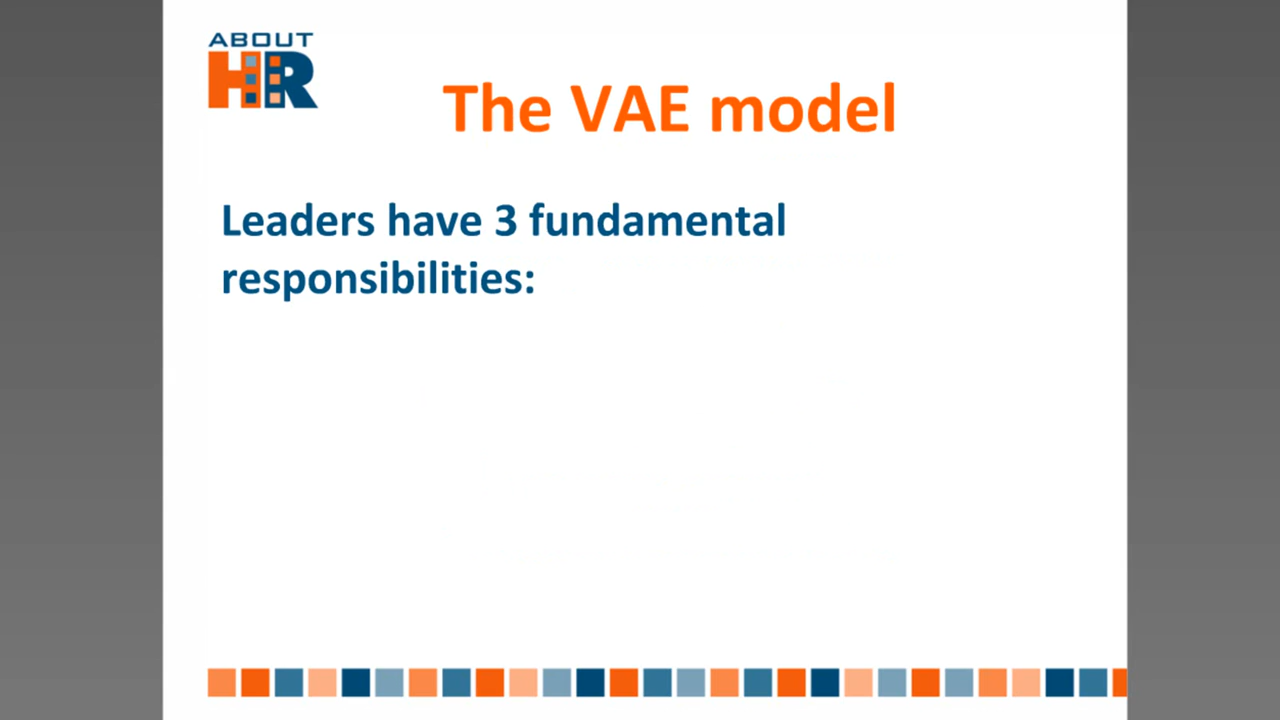 ABOUT
HR
The VAE model
Leaders have 3 fundamental
responsibilities: